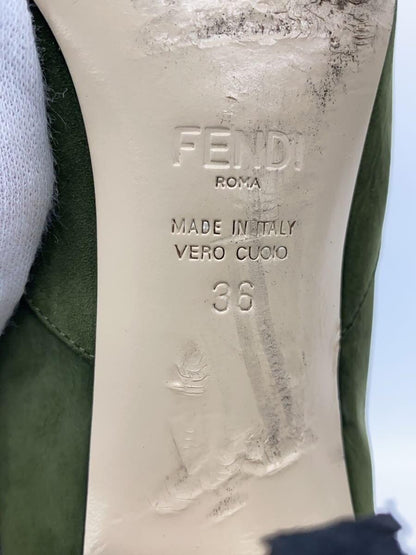 FENDI
ROMA
MADE IN ITALY
VERO CUOIO
36